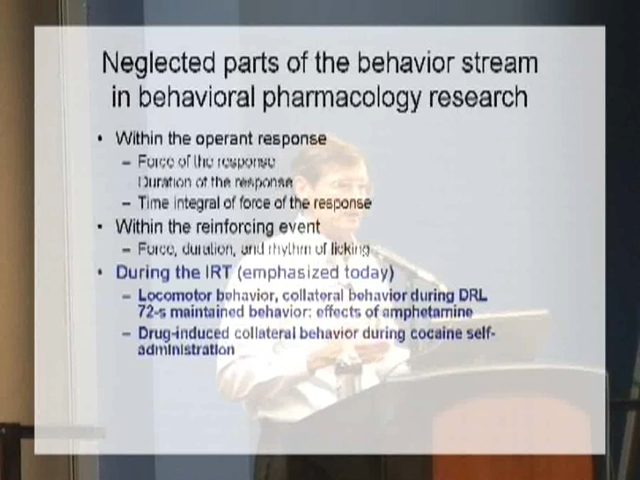 Neglected parts of the behavior stream
in behavioral pharmacology research
• Within the operant response
– Force of the response
Duration of the response
– Time integral of force of the response
• Within the reinforcing event
– Force, duration, and rhythm of licking
• During the IRT (emphasized today)
– Locomotor behavior, collateral behavior during DRL
72-s maintained behavior: effects of amphetamine
– Drug-induced collateral behavior during cocaine self-
administration